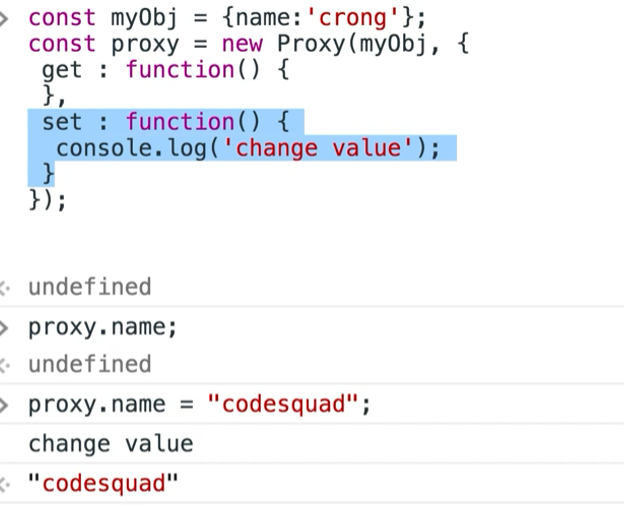 > const myObj = {name:'crong'};
const proxy = new Proxy(myObj, {
get : function() {
},
set : function() {
console.log('change value');
}
});
undefined
> proxy.name;
undefined
> proxy.name = "codesquad";
change value
"codesquad"